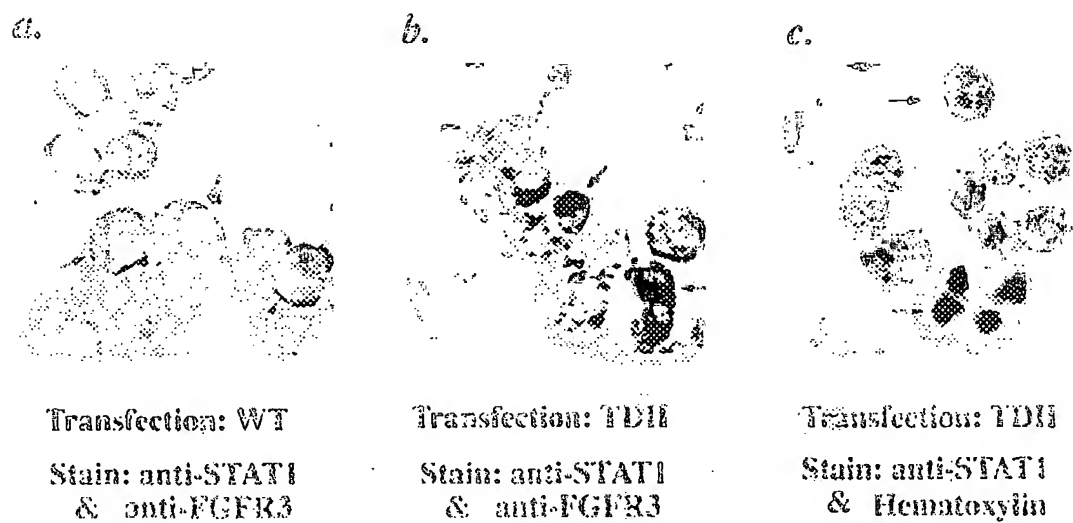 a.
b.
c.
Transfection: WT
Transfection: TDII
Transfection: TDII
Stain: anti-STAT1
& anti-FGFR3
Stain: anti-STAT1
& anti-FGFR3
Stain: anti-STAT1
& Hematoxylin